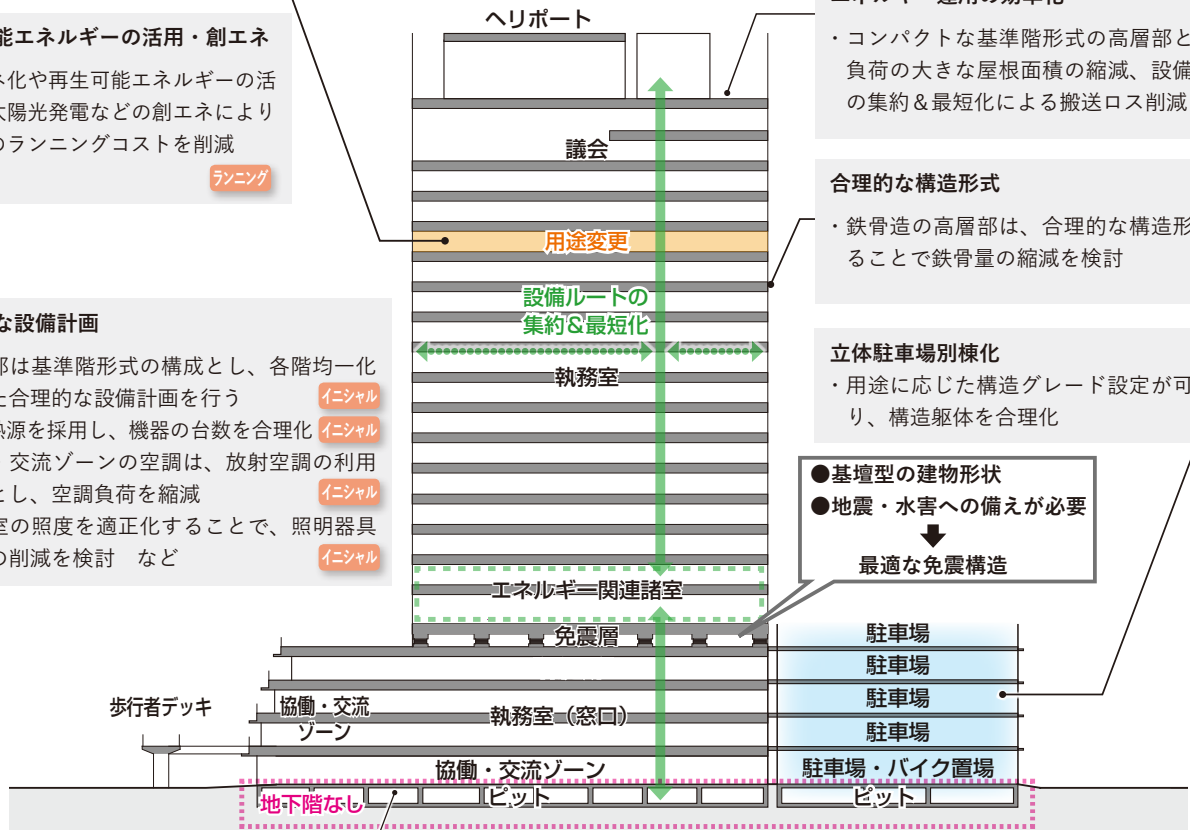 能エネルギーの活用・創エネ
ネ化や再生可能エネルギーの活
太陽光発電などの創エネにより
のランニングコストを削減
ランニング
な設備計画
部は基準階形式の構成とし、各階均一化
た合理的な設備計画を行う イニシャル
熱源を採用し、機器の台数を合理化 イニシャル
交流ゾーンの空調は、放射空調の利用
とし、空調負荷を縮減 イニシャル
室の照度を適正化することで、照明器具
の削減を検討 など イニシャル
ヘリポート
議会
用途変更
設備ルートの
集約&最短化
執務室
エネルギー関連諸室
免震層
歩行者デッキ
協働・交流
ゾーン
執務室(窓口)
協働・交流ゾーン
地下階なし
ピット
・コンパクトな基準階形式の高層部と
負荷の大きな屋根面積の縮減、設備
の集約&最短化による搬送ロス削減
合理的な構造形式
・鉄骨造の高層部は、合理的な構造形
ることで鉄骨量の縮減を検討
立体駐車場別棟化
・用途に応じた構造グレード設定が可
り、構造躯体を合理化
●基壇型の建物形状
●地震・水害への備えが必要
最適な免震構造
駐車場
駐車場
駐車場
駐車場
駐車場・バイク置場
ピット